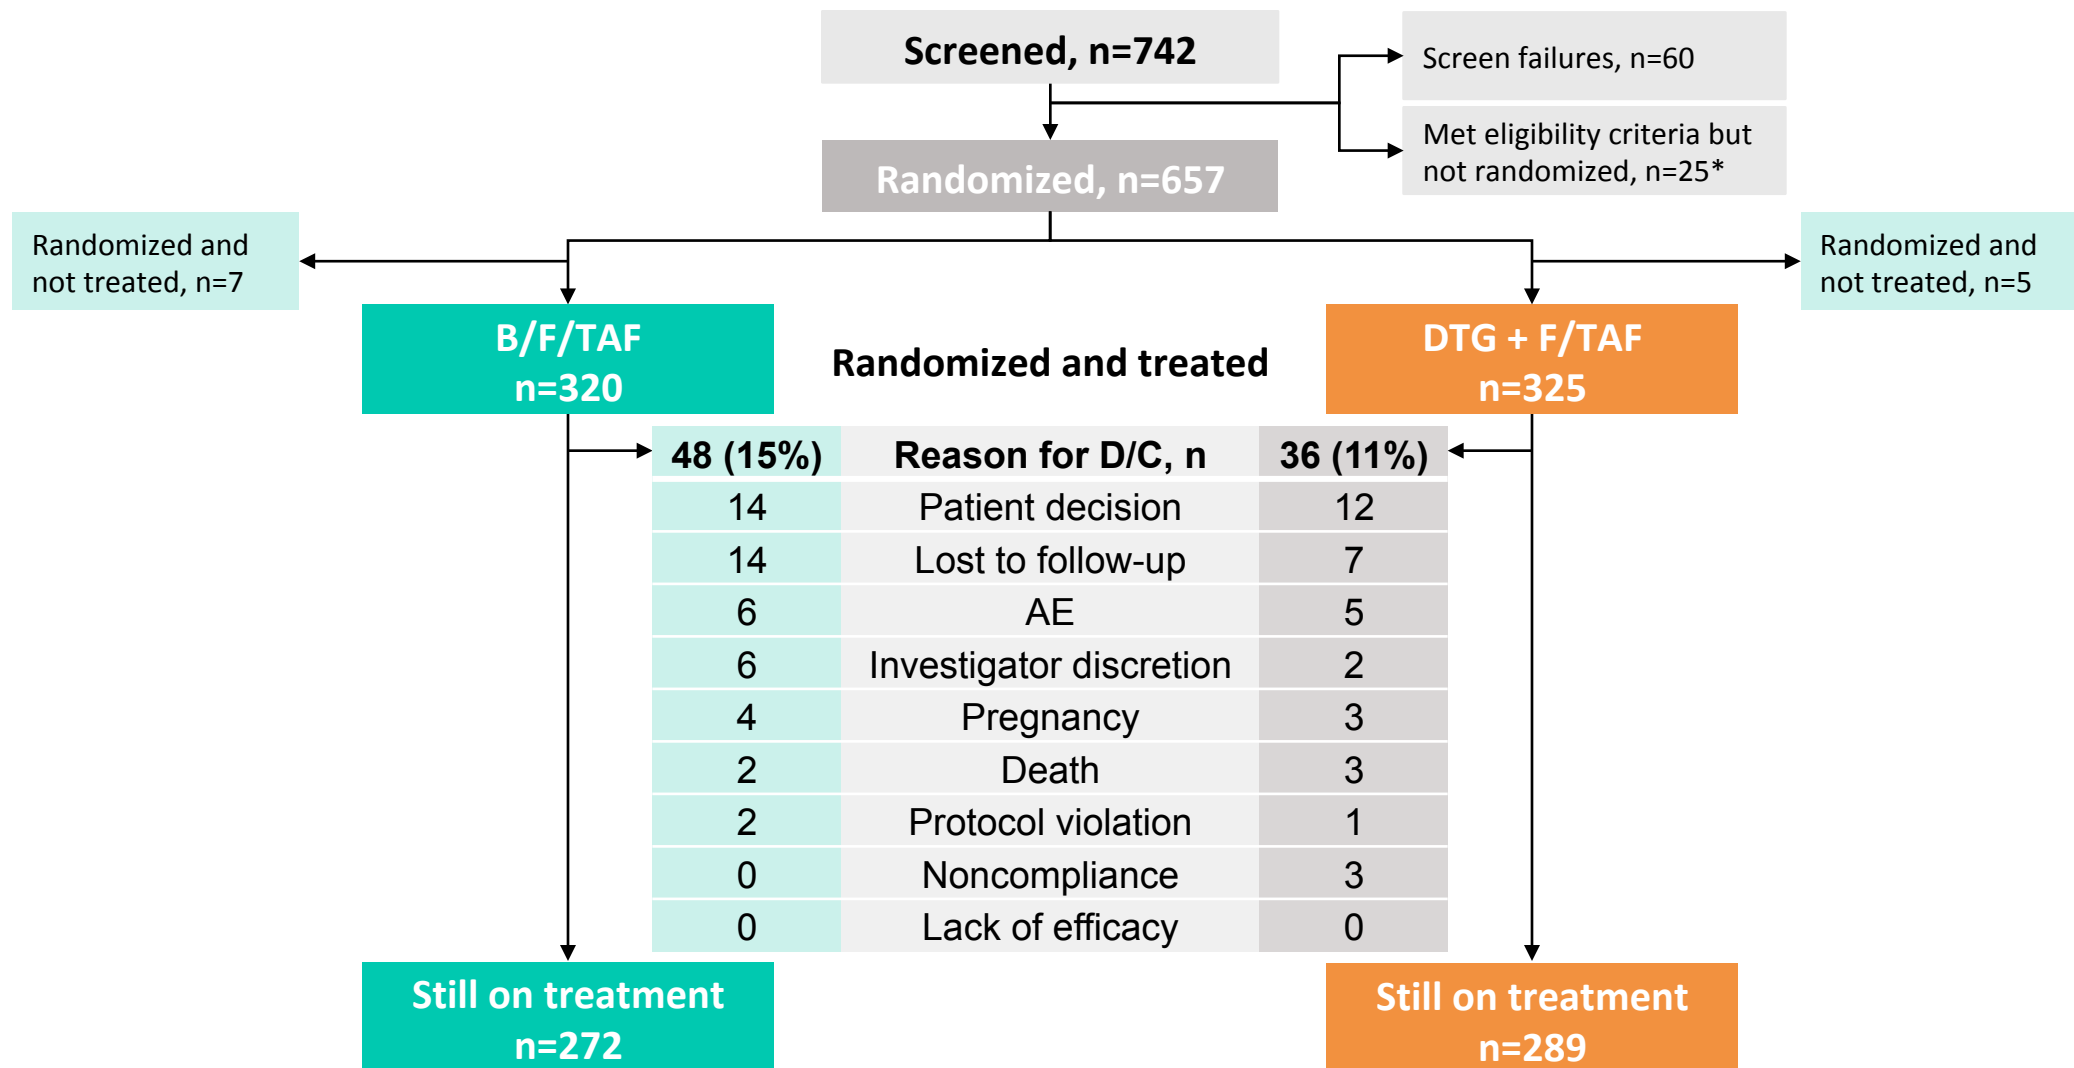 Screened, n=742
Screen failures, n=60
Met eligibility criteria but
not randomized, n=25*
Randomized, n=657
Randomized and
not treated, n=7
Randomized and
not treated, n=5
B/F/TAF
n=320
Randomized and treated
DTG + F/TAF
n=325
48 (15%) Reason for D/C, n 36 (11%)
14 Patient decision 12
14 Lost to follow-up 7
6 AE 5
6 Investigator discretion 2
4 Pregnancy 3
2 Death 3
2 Protocol violation 1
0 Noncompliance 3
0 Lack of efficacy 0
Still on treatment
n=272
Still on treatment
n=289